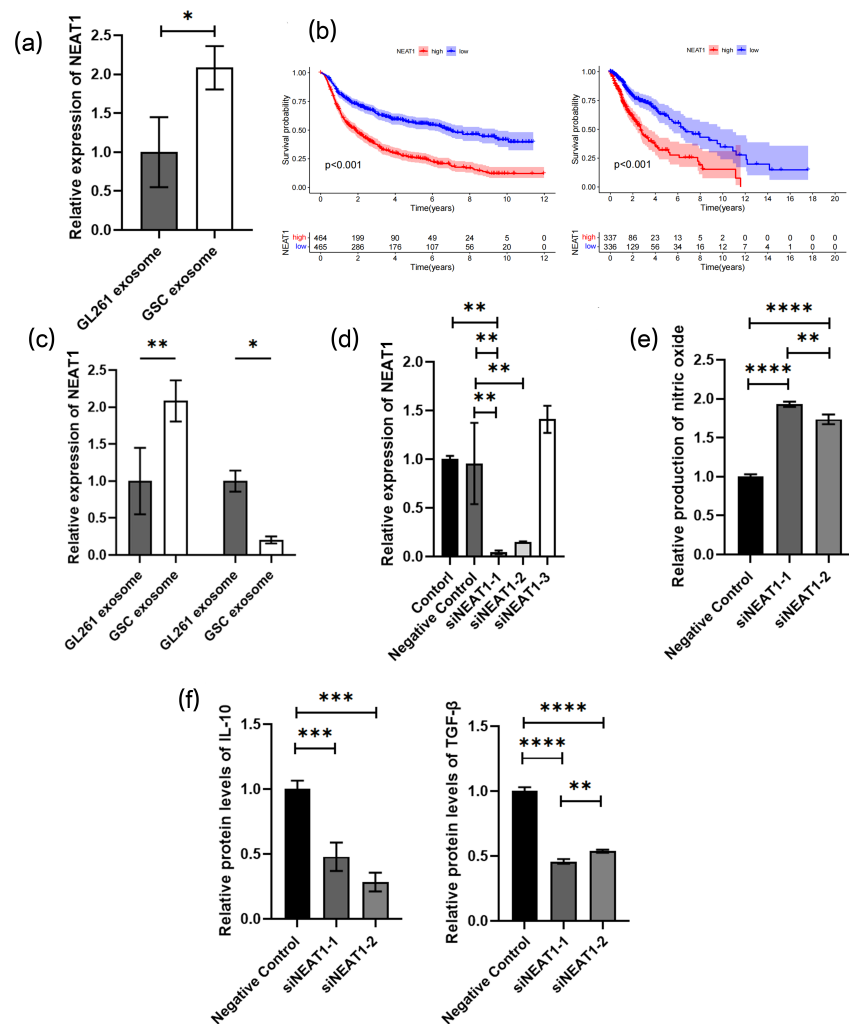 (a)
*
Relative expression of NEAT1
2.5
2.0
1.5
1.0
0.5
0.0
GL261 exosome
GSC exosome
(b)
NEAT1 high low
Survival probability
1.00
0.75
0.50
0.25
0.00
p<0.001
0 2 4 6 8 10 12
Time(years)
NEAT1
high 464 199 90 49 24 5 0
low 465 286 176 107 56 20 0
0 2 4 6 8 10 12
Time(years)
NEAT1 high low
Survival probability
1.00
0.75
0.50
0.25
0.00
p<0.001
0 2 4 6 8 10 12 14 16 18 20
Time(years)
NEAT1
high 337 86 23 13 5 2 0 0 0 0 0
low 336 129 56 34 16 12 7 4 1 0 0
0 2 4 6 8 10 12 14 16 18 20
Time(years)
(c)
** *
Relative expression of NEAT1
2.5
2.0
1.5
1.0
0.5
0.0
GL261 exosome
GSC exosome
GL261 exosome
GSC exosome
(d)
**
**
**
**
Relative expression of NEAT1
2.0
1.5
1.0
0.5
0.0
Contorl
Negative Control
siNEAT1-1
siNEAT1-2
siNEAT1-3
(e)
****
**
****
Relative production of nitric oxide
2.5
2.0
1.5
1.0
0.5
0.0
Negative Control
siNEAT1-1
siNEAT1-2
(f)
***
***
Relative protein levels of IL-10
1.5
1.0
0.5
0.0
Negative Control
siNEAT1-1
siNEAT1-2
****
****
**
Relative protein levels of TGF-β
1.5
1.0
0.5
0.0
Negative Control
siNEAT1-1
siNEAT1-2